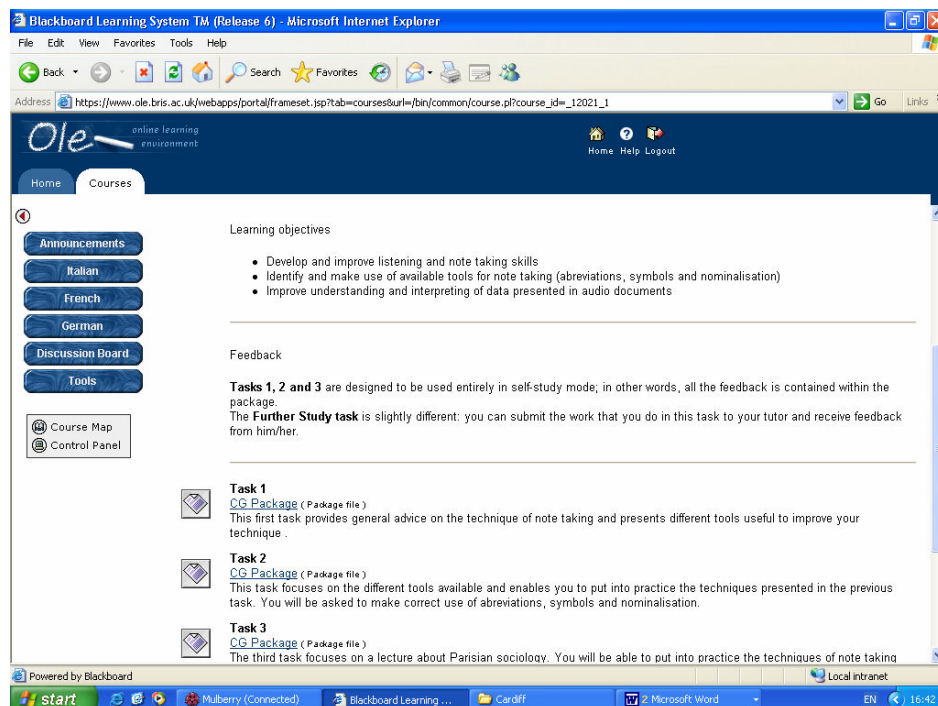 Blackboard Learning System TM (Release 6) - Microsoft Internet Explorer
File Edit View Favorites Tools Help
Back Search Favorites
Address https://www.ole.bris.ac.uk/webapps/portal/frameset.jsp?tab=courses&url=/bin/common/course.pl?course_id=_12021_1 Go Links
Ole online learning
environment
Home Help Logout
Home Courses
Announcements
Italian
French
German
Discussion Board
Tools
Course Map
Control Panel
Learning objectives
• Develop and improve listening and note taking skills
• Identify and make use of available tools for note taking (abreviations, symbols and nominalisation)
• Improve understanding and interpreting of data presented in audio documents
Feedback
Tasks 1, 2 and 3 are designed to be used entirely in self-study mode; in other words, all the feedback is contained within the
package.
The Further Study task is slightly different: you can submit the work that you do in this task to your tutor and receive feedback
from him/her.
Task 1
CG Package ( Package file )
This first task provides general advice on the technique of note taking and presents different tools useful to improve your
technique .
Task 2
CG Package ( Package file )
This task focuses on the different tools available and enables you to put into practice the techniques presented in the previous
task. You will be asked to make correct use of abreviations, symbols and nominalisation.
Task 3
CG Package ( Package file )
The third task focuses on a lecture about Parisian sociology. You will be able to put into practice the techniques of note taking
Powered by Blackboard Local intranet
start Mulberry (Connected) Blackboard Learning ... Cardiff 2 Microsoft Word EN 16:42